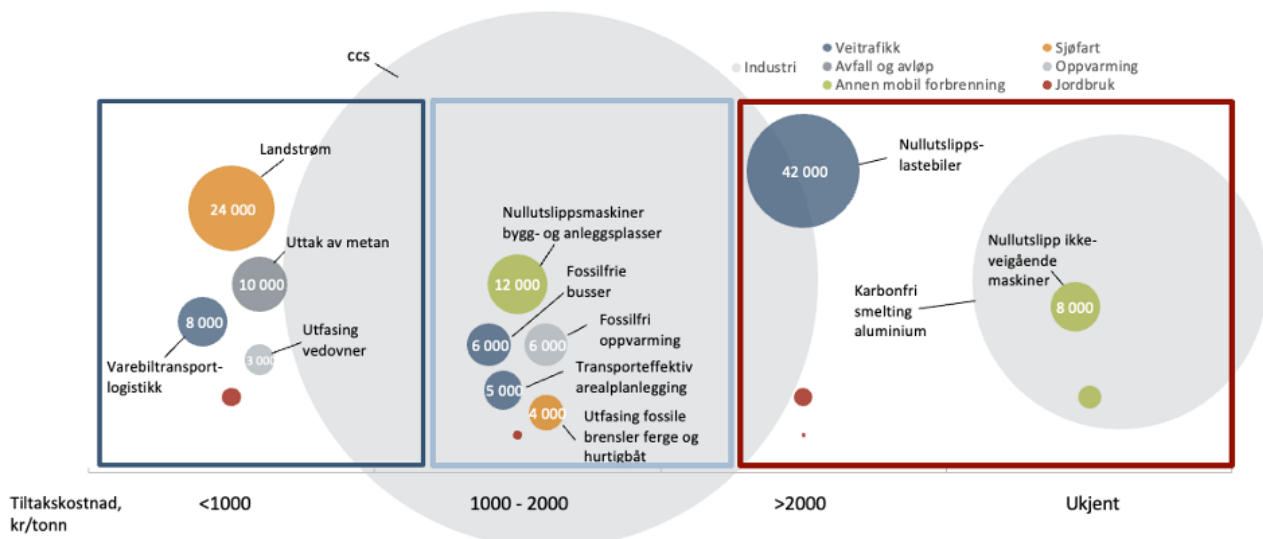 CCS
Industri
Veitrafikk
Avfall og avløp
Annen mobil forbrenning
Sjøfart
Oppvarming
Jordbruk
Landstrøm
24 000
Uttak av metan
10 000
8 000
Utfasing
vedovner
3 000
Varebiltransport-
logistikk
Nullutslippsmaskiner
bygg- og anleggsplasser
12 000
Fossilfrie
busser
6 000
Fossilfri
oppvarming
6 000
Transporteffektiv
arealplanlegging
5 000
4 000
Utfasing fossile
brensler ferge og
hurtigbåt
42 000
Nullutslipps-
lastebiler
Nullutslipp ikke-
veigående
maskiner
8 000
Karbonfri
smelting
aluminium
Tiltakskostnad,
kr/tonn
<1000
1000 - 2000
>2000
Ukjent